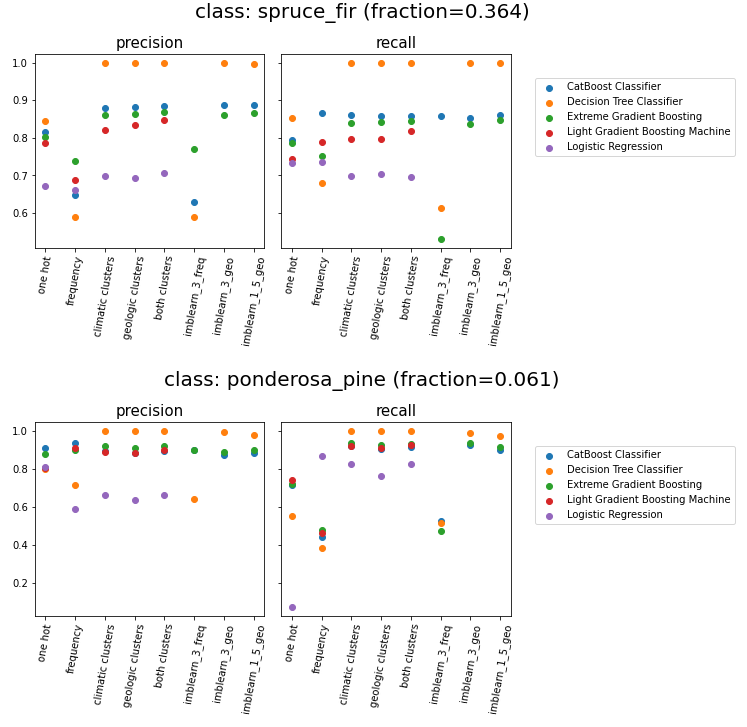 class: spruce_fir (fraction=0.364)
precision
recall
1.0
0.9
0.8
0.7
0.6
one hot
frequency
climatic clusters
geologic clusters
both clusters
imblearn_3_freq
imblearn_3_geo
imblearn_1_5_geo
one hot
frequency
climatic clusters
geologic clusters
both clusters
imblearn_3_freq
imblearn_3_geo
imblearn_1_5_geo
CatBoost Classifier
Decision Tree Classifier
Extreme Gradient Boosting
Light Gradient Boosting Machine
Logistic Regression
class: ponderosa_pine (fraction=0.061)
precision
recall
1.0
0.8
0.6
0.4
0.2
one hot
frequency
climatic clusters
geologic clusters
both clusters
imblearn_3_freq
imblearn_3_geo
imblearn_1_5_geo
one hot
frequency
climatic clusters
geologic clusters
both clusters
imblearn_3_freq
imblearn_3_geo
imblearn_1_5_geo
CatBoost Classifier
Decision Tree Classifier
Extreme Gradient Boosting
Light Gradient Boosting Machine
Logistic Regression